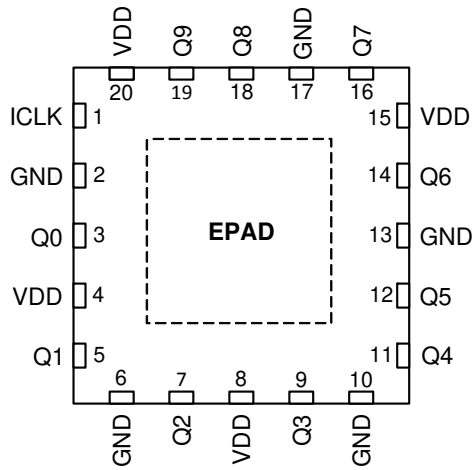 VDD Q9 Q8 GND Q7
20 19 18 17 16
ICLK 1 15 VDD
GND 2 14 Q6
Q0 3 EPAD 13 GND
VDD 4 12 Q5
Q1 5 11 Q4
6 7 8 9 10
GND Q2 VDD Q3 GND